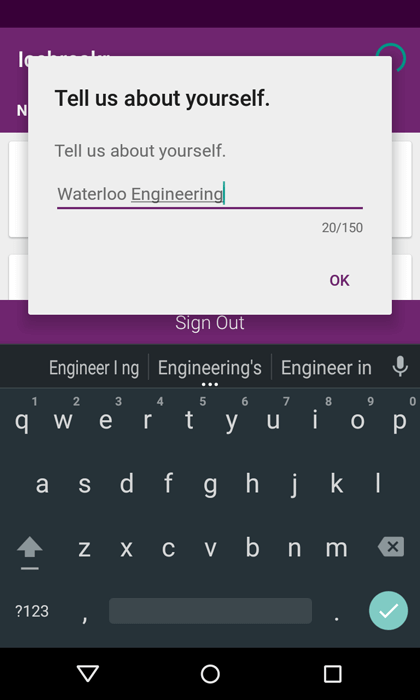 Tell us about yourself.
Tell us about yourself.
Waterloo Engineering
20/150
OK
Sign Out
Engineer I ng Engineering's Engineer in
1 2 3 4 5 6 7 8 9 0
q w e r t y u i o p
a s d f g h j k l
z x c v b n m
?123 , .